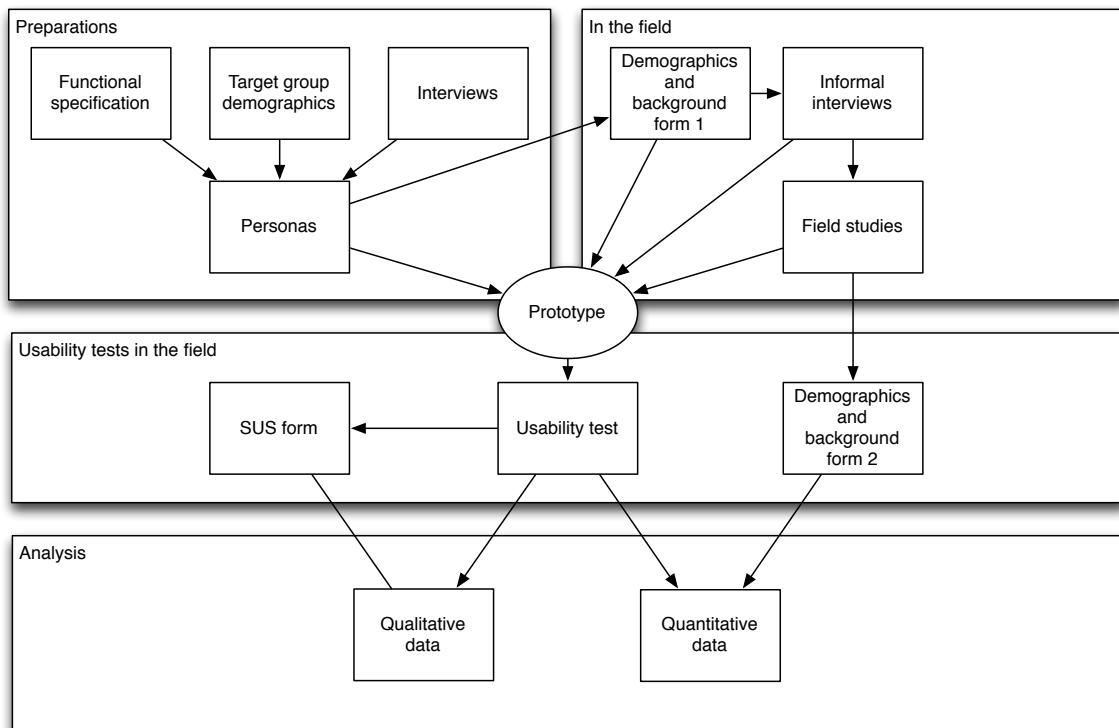 Preparations
Functional
specification
Target group
demographics
Interviews
Personas
In the field
Demographics
and
background
form 1
Informal
interviews
Field studies
Prototype
Usability tests in the field
SUS form
Usability test
Demographics
and
background
form 2
Analysis
Qualitative
data
Quantitative
data